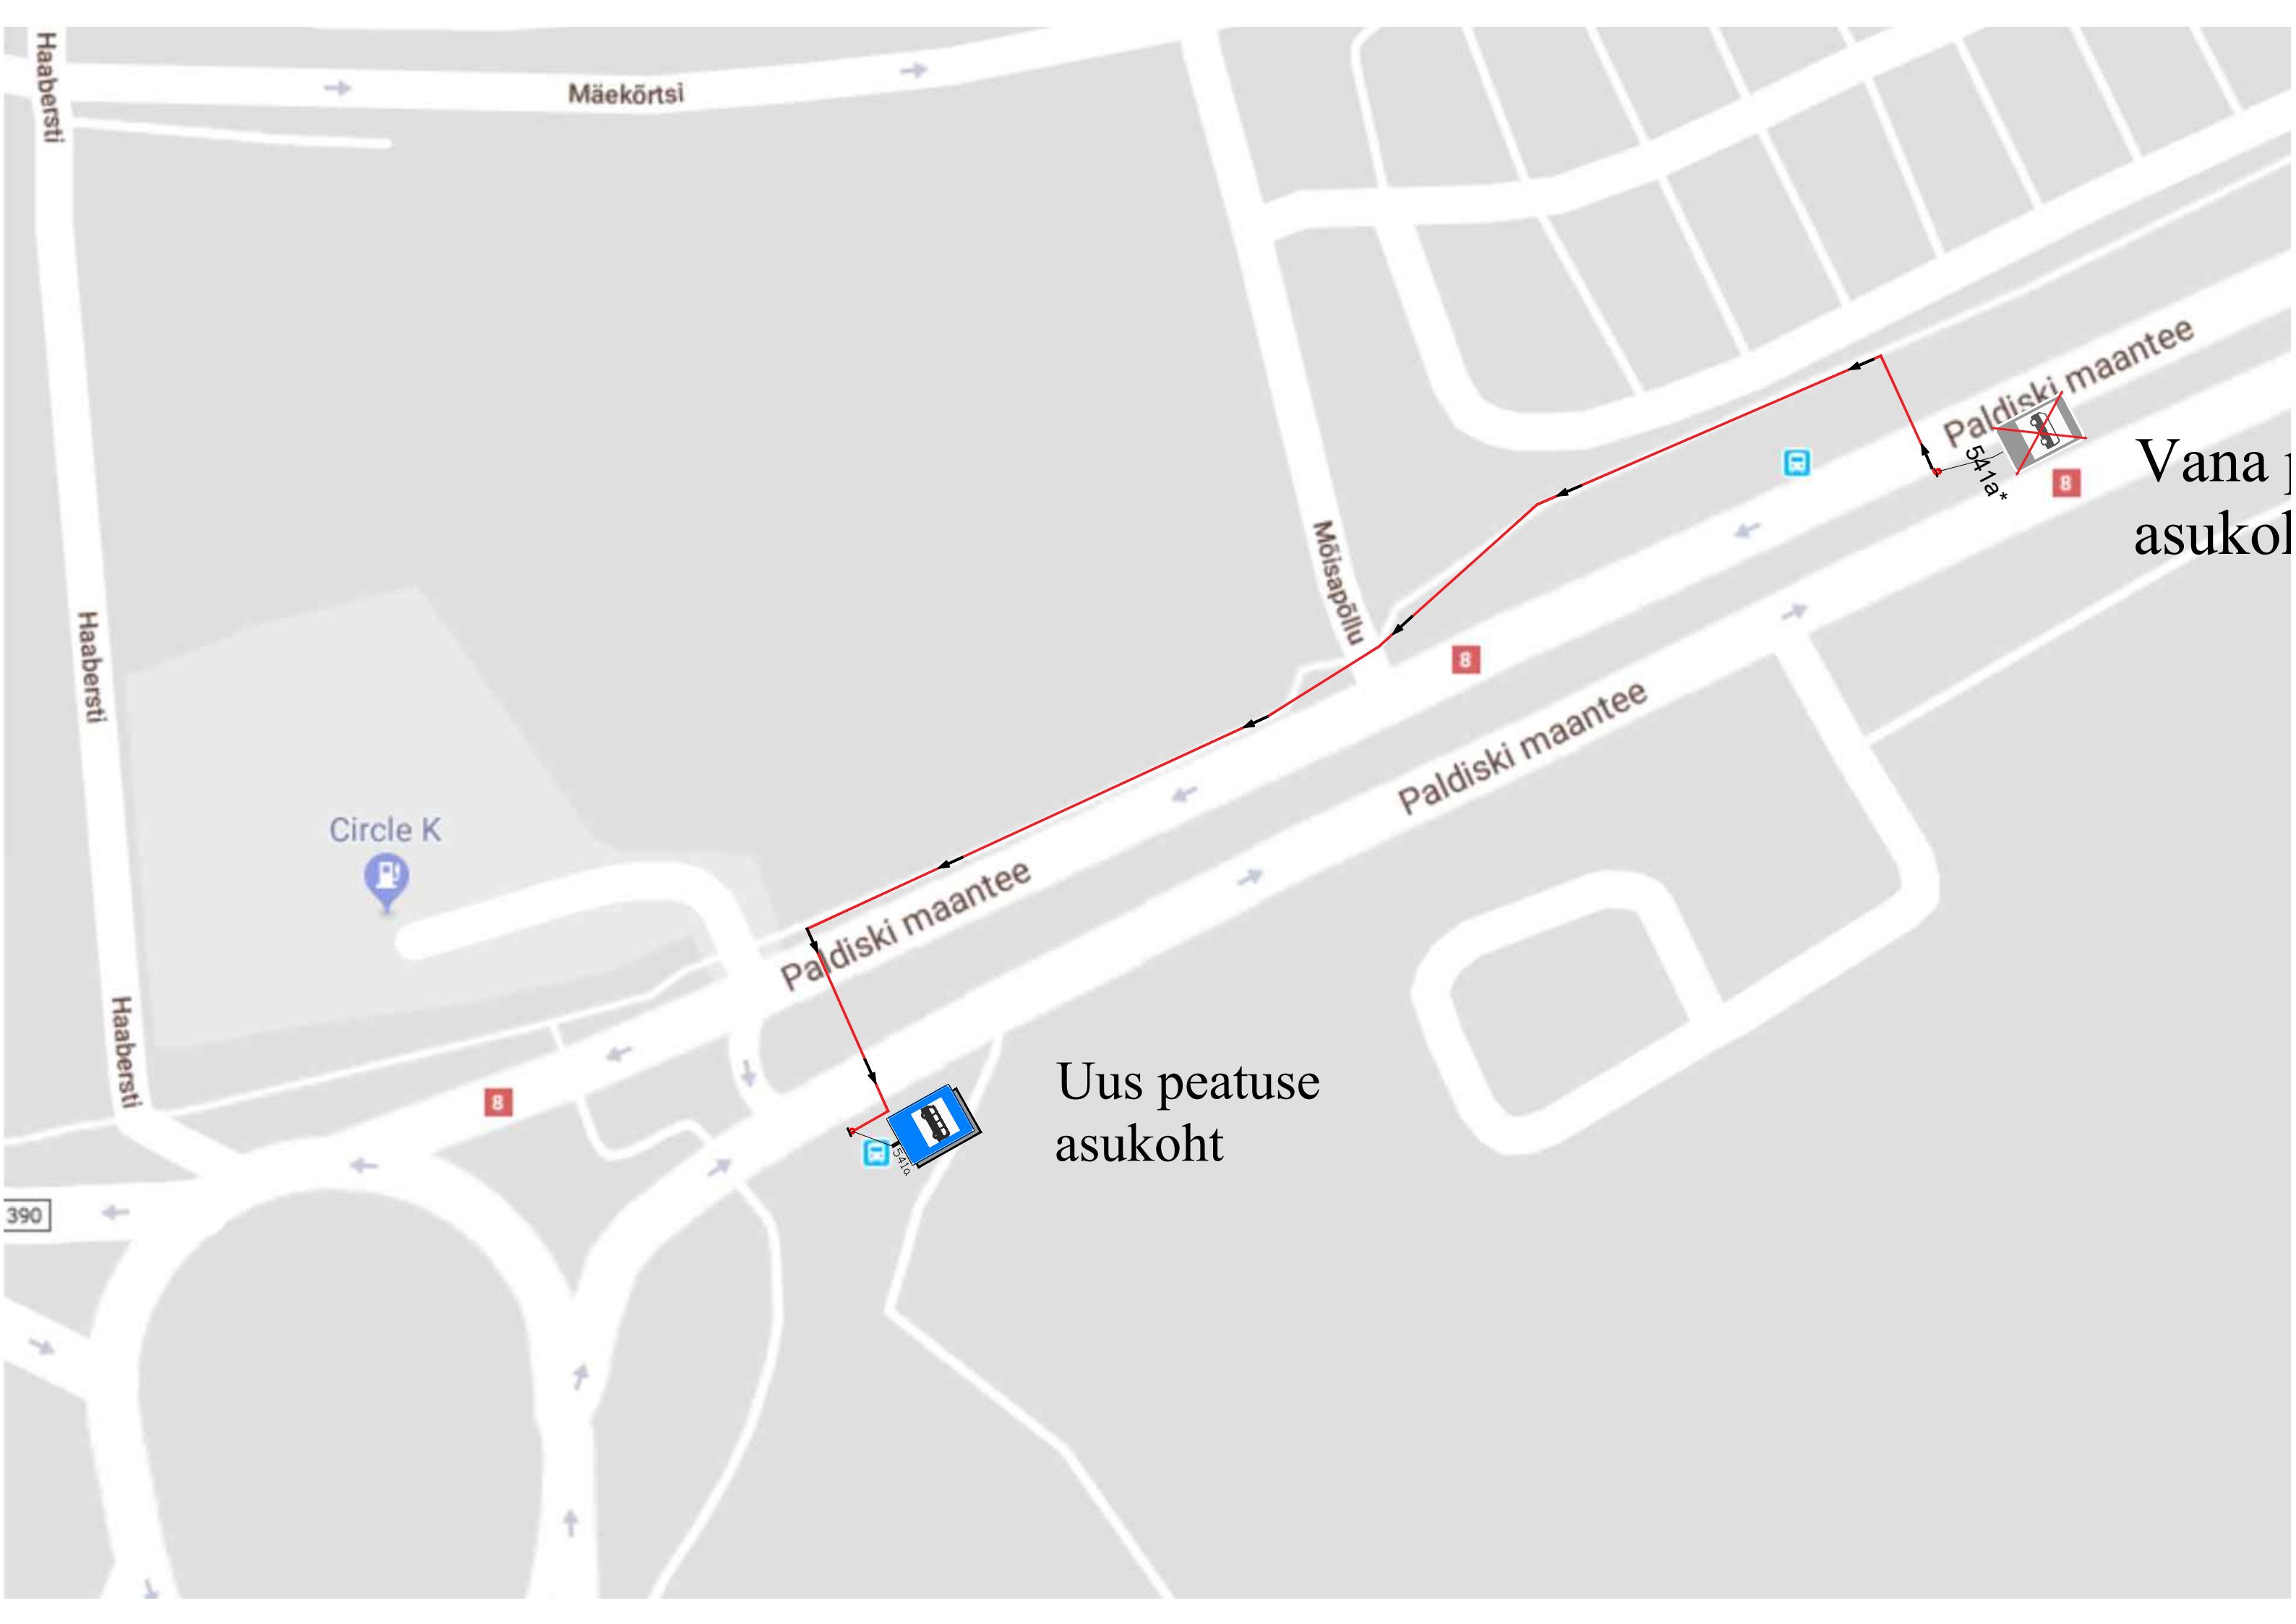 Haabersti
Mäekõrtsi
Paldiski maantee
541a*
8
Vana
Mõisapõllu
8
Haabersti
Paldiski maantee
Circle K
Paldiski maantee
Haabersti
8
Uus peatuse
asukoht
541a
390